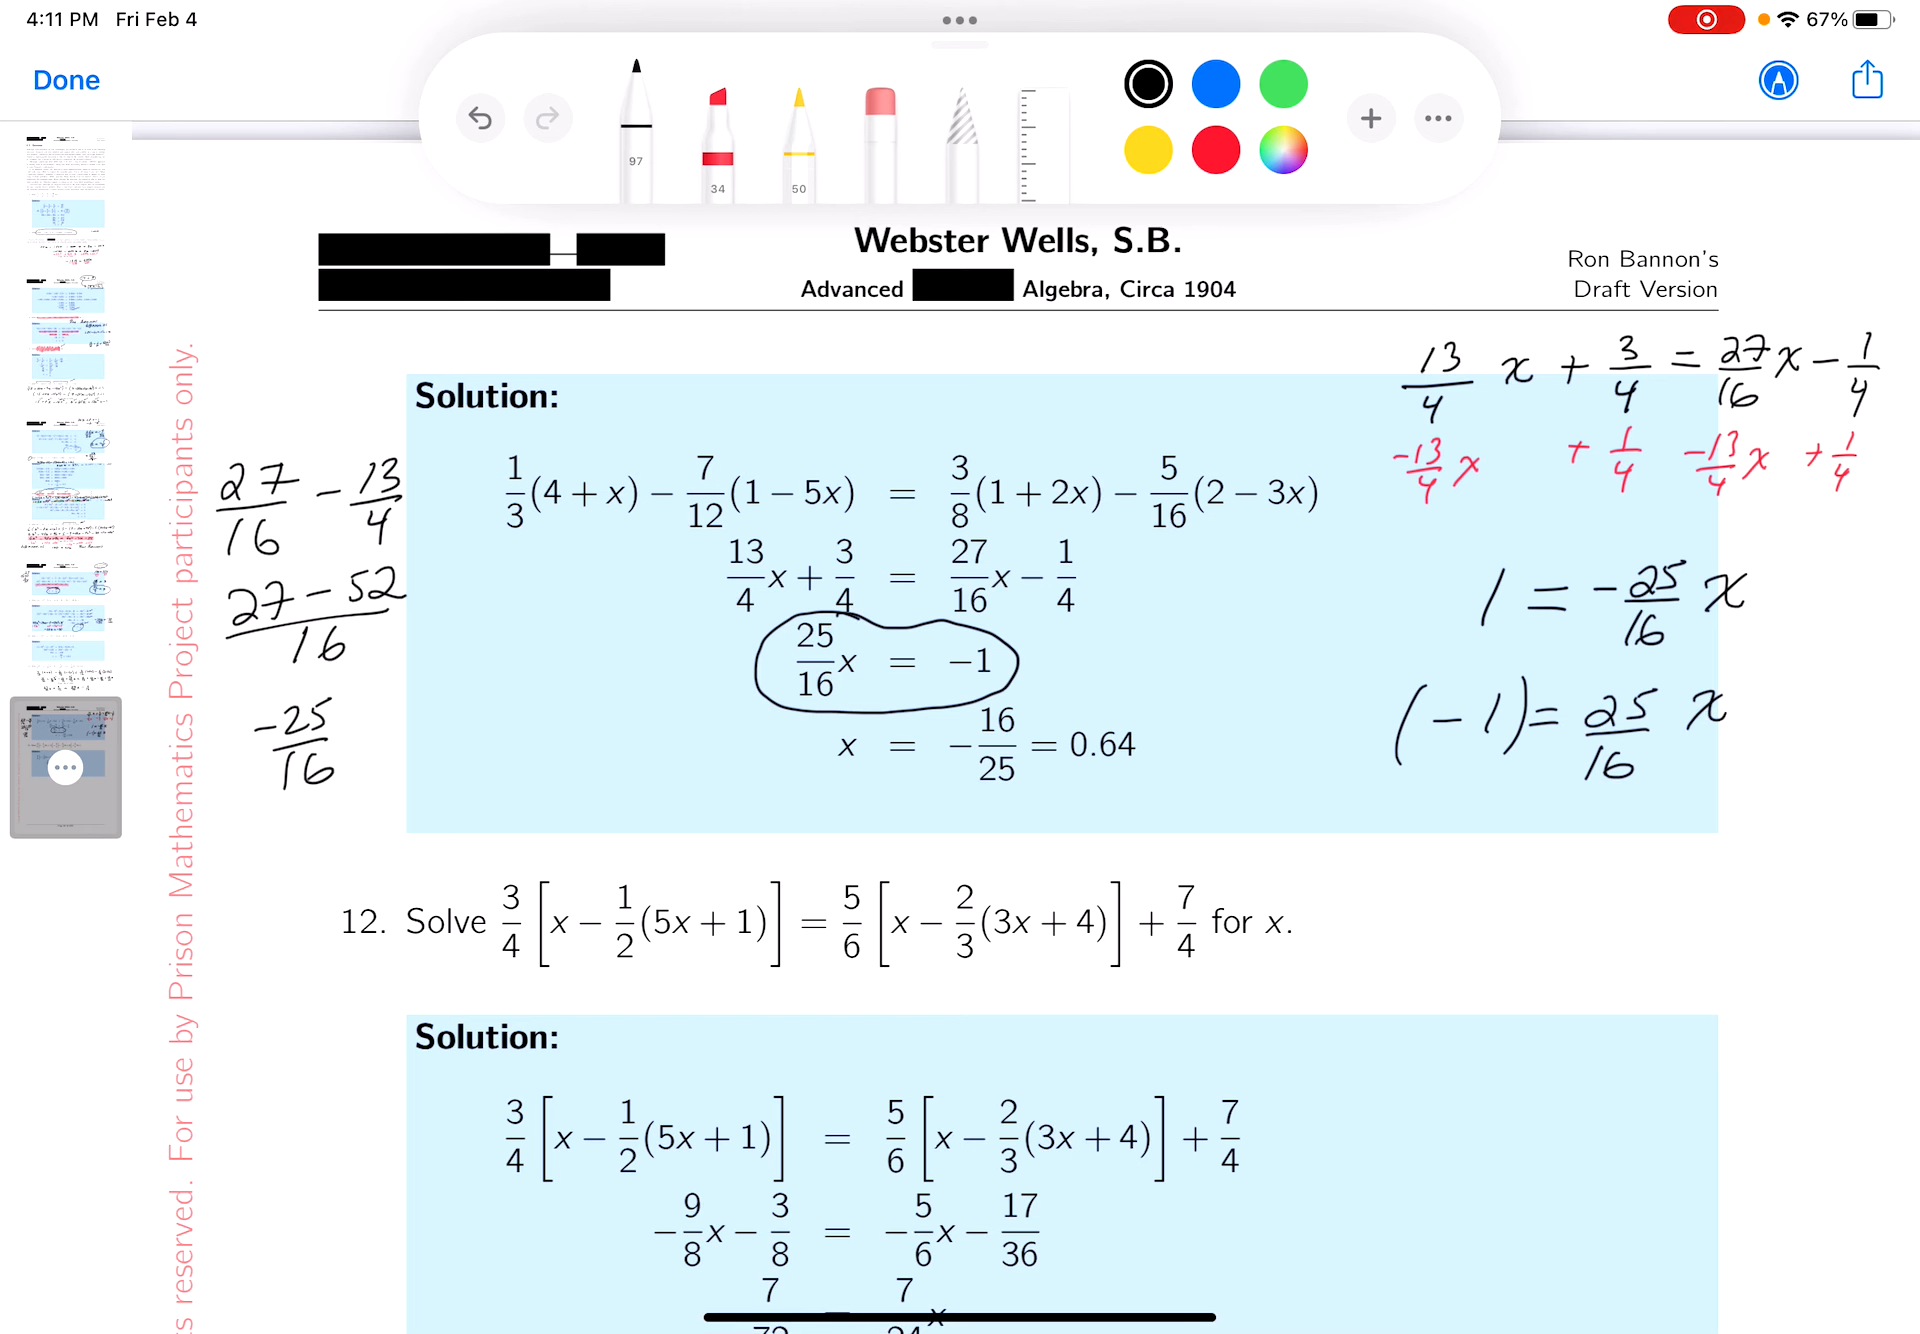 4:11 PM Fri Feb 4
67%
Done
97
34
50
Webster Wells, S.B.
Advanced Algebra, Circa 1904
Ron Bannon's
Draft Version
s reserved. For use by Prison Mathematics Project participants only.
13/4 x + 3/4 = 27/16 x - 1/4
-13/4 x + 1/4 -13/4 x + 1/4
1 = -25/16 x
(-1) = 25/16 x
27/16 - 13/4
27 - 52 / 16
-25/16
Solution:
1/3(4 + x) − 7/12(1 − 5x) = 3/8(1 + 2x) − 5/16(2 − 3x)
13/4x + 3/4 = 27/16x − 1/4
25/16x = −1
x = −16/25 = 0.64
12. Solve 3/4[x − 1/2(5x + 1)] = 5/6[x − 2/3(3x + 4)] + 7/4 for x.
Solution:
3/4[x − 1/2(5x + 1)] = 5/6[x − 2/3(3x + 4)] + 7/4
−9/8x − 3/8 = −5/6x − 17/36
7 = 7 x